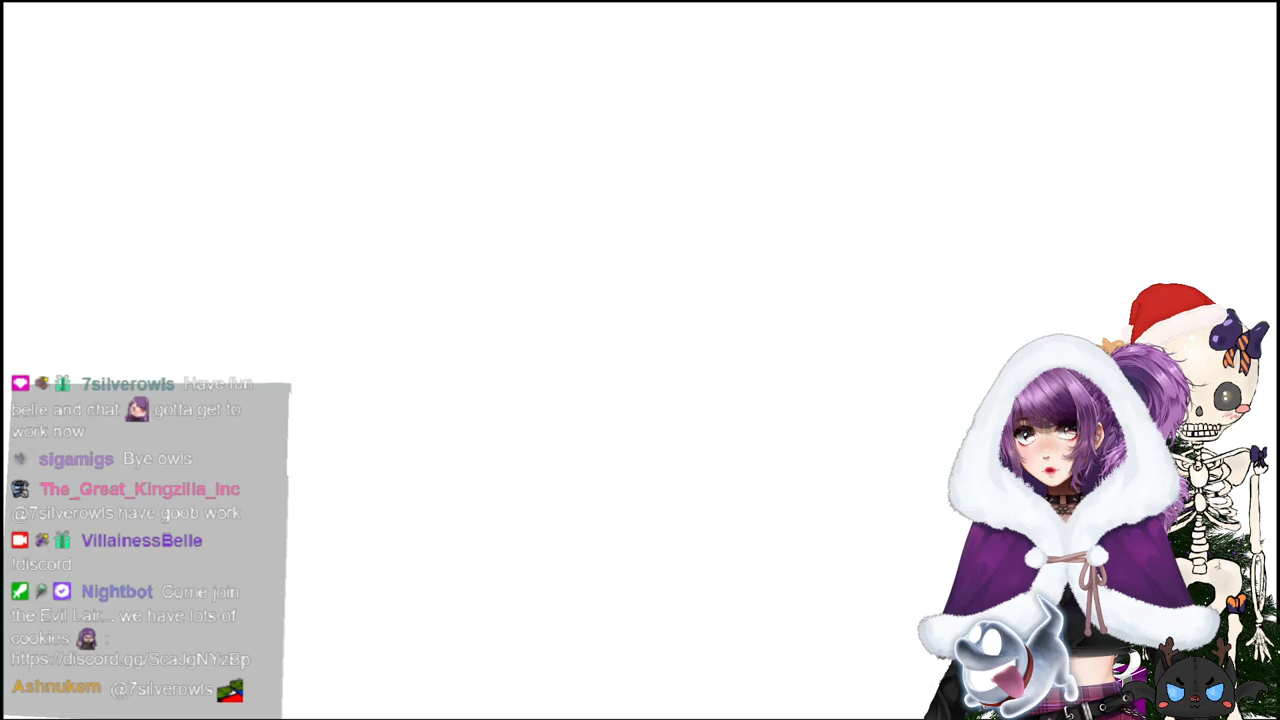 7silverowls Have fun
belle and chat gotta get to
work now
sigamigs Bye owls
The_Great_Kingzilla_Inc
@7silverowls have goob work
VillainessBelle
!discord
Nightbot Come join
the Evil Lair... we have lots of
cookies :
https://discord.gg/ScaJgNYzBp
Ashnukem @7silverowls